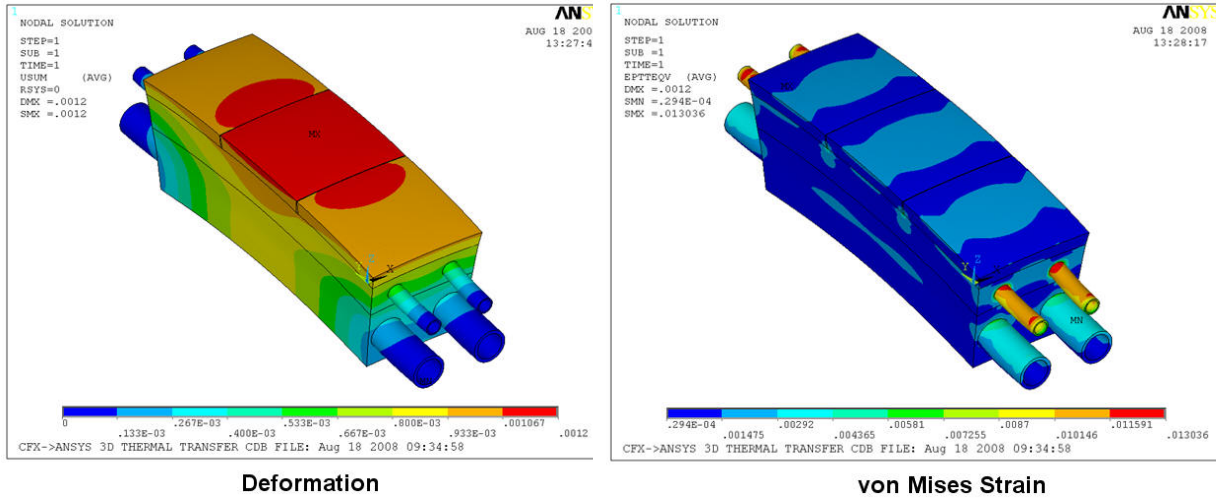 1
NODAL SOLUTION
STEP=1
SUB =1
TIME=1
USUM (AVG)
RSYS=0
DMX =.0012
SMX =.0012
ANS
AUG 18 200
13:27:4
MX
Z
X
0
.133E-03
.267E-03
.400E-03
.533E-03
.667E-03
.800E-03
.933E-03
.001067
.0012
CFX->ANSYS 3D THERMAL TRANSFER CDB FILE: Aug 18 2008 09:34:58
Deformation
1
NODAL SOLUTION
STEP=1
SUB =1
TIME=1
EPTTEQV (AVG)
DMX =.0012
SMN =.294E-04
SMX =.013036
ANSYS
AUG 18 2008
13:28:17
Y
Z
MN
.294E-04
.001475
.00292
.004365
.00581
.007255
.0087
.010146
.011591
.013036
CFX->ANSYS 3D THERMAL TRANSFER CDB FILE: Aug 18 2008 09:34:58
von Mises Strain